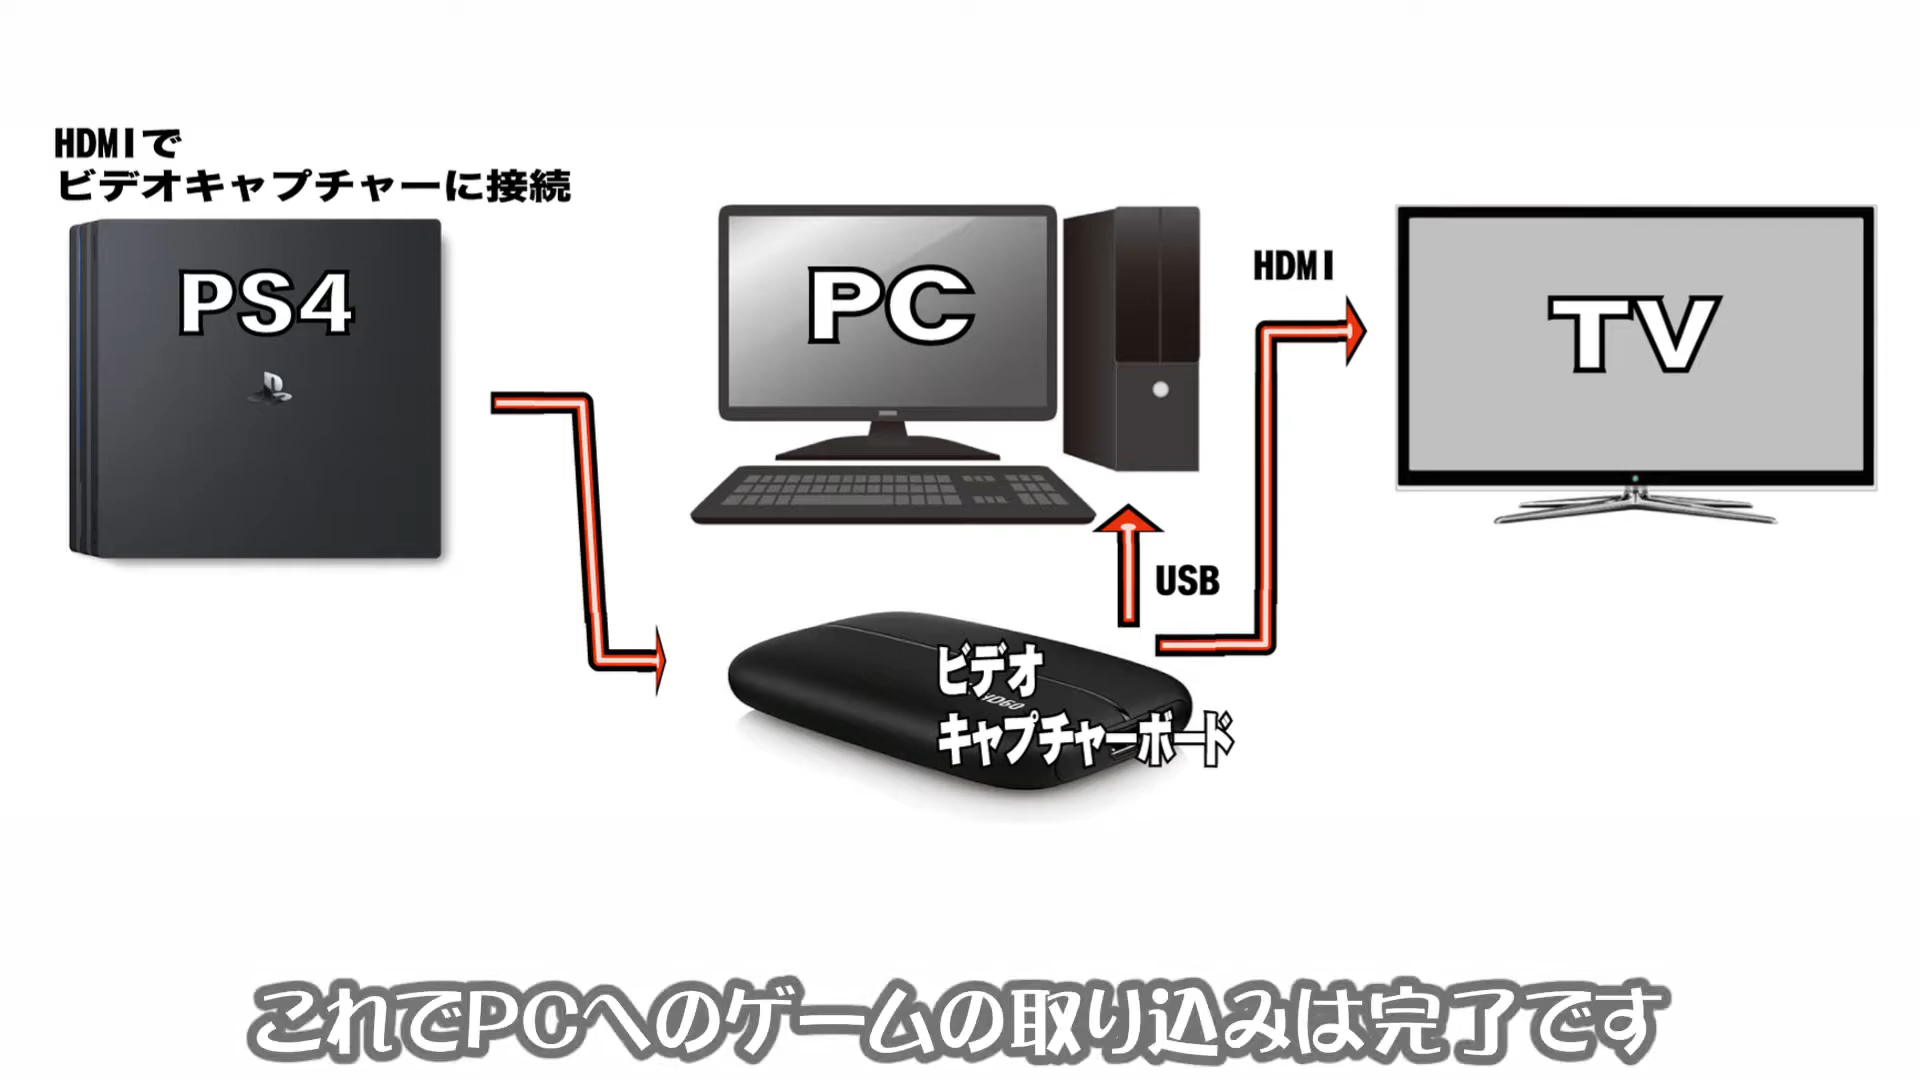 HDMIで
ビデオキャプチャーに接続
PS4
PC
HDMI
TV
USB
ビデオ
HD60
キャプチャーボード
これでPCへのゲームの取り込みは完了です